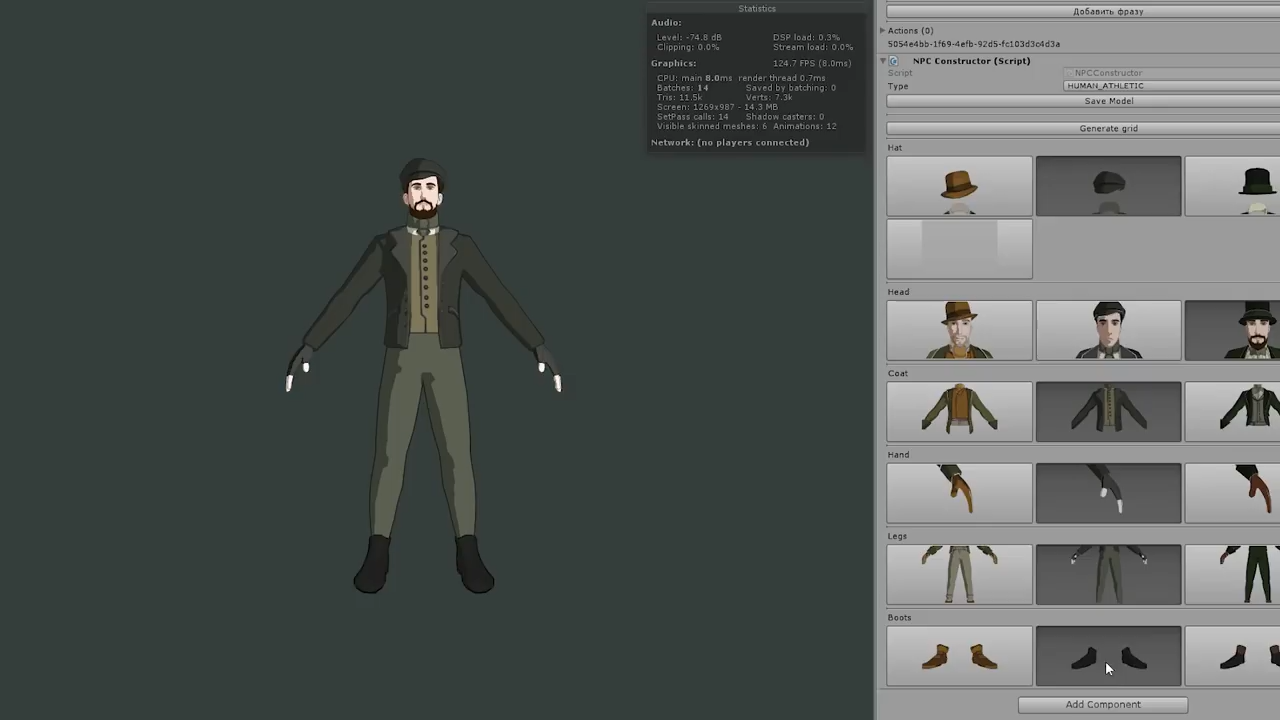 Statistics
Audio:
Level: -74.8 dB DSP load: 0.3%
Clipping: 0.0% Stream load: 0.0%
Graphics: 124.7 FPS (8.0ms)
CPU: main 8.0ms render thread 0.7ms
Batches: 14 Saved by batching: 0
Tris: 11.5k Verts: 7.3k
Screen: 1269x987 - 14.3 MB
SetPass calls: 14 Shadow casters: 0
Visible skinned meshes: 6 Animations: 12
Network: (no players connected)
Добавить фразу
Actions (0)
5054e4bb-1f69-4efb-92d5-fc103d3c4d3a
NPC Constructor (Script)
Script NPCConstructor
Type HUMAN_ATHLETIC
Save Model
Generate grid
Hat
Head
Coat
Hand
Legs
Boots
Add Component